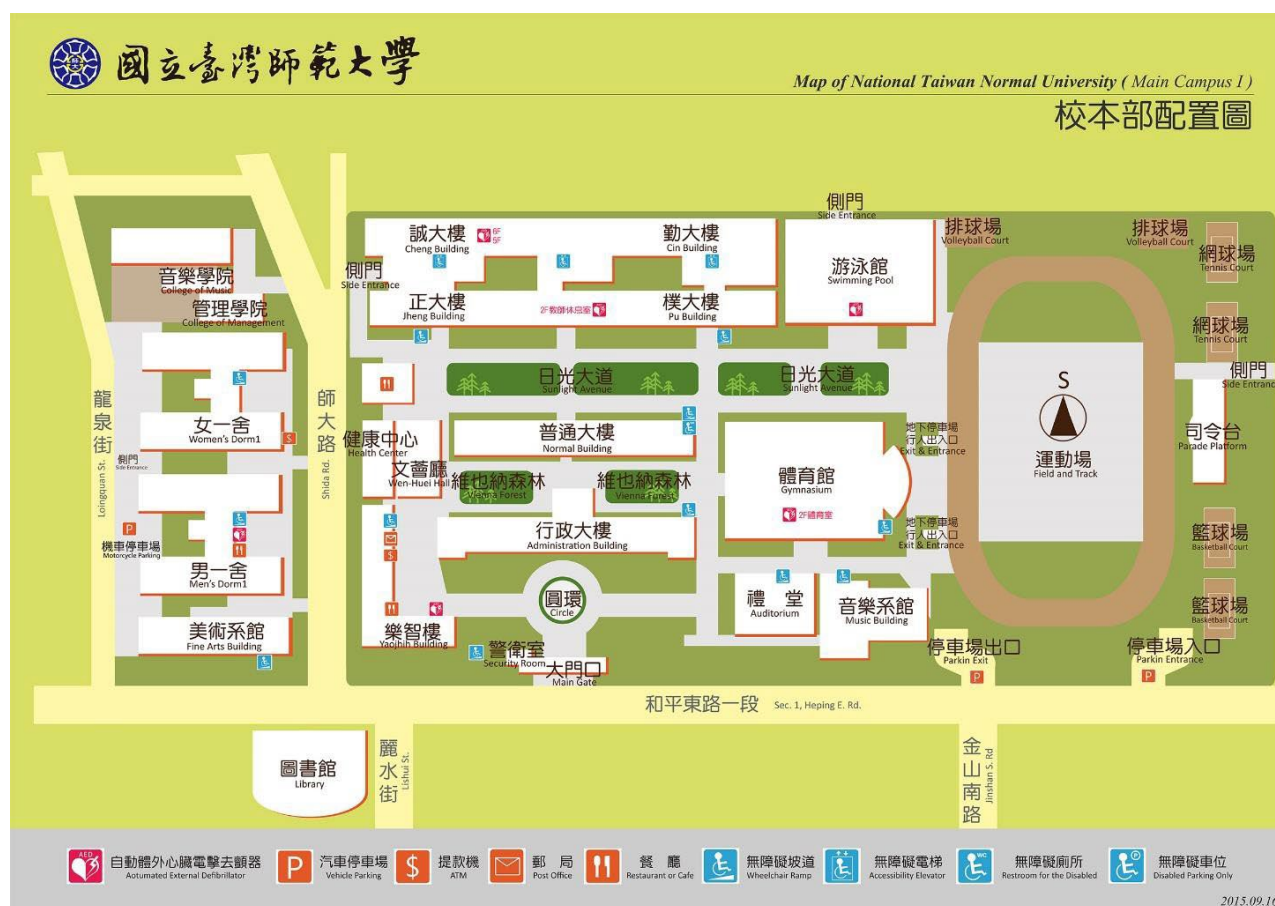 國立臺灣師範大學
Map of National Taiwan Normal University ( Main Campus I )
校本部配置圖
側門
Side Entrance
誠大樓
Cheng Building
6F
5F
勤大樓
Cin Building
游泳館
Swimming Pool
排球場
Volleyball Court
排球場
Volleyball Court
網球場
Tennis Court
音樂學院
College of Music
管理學院
College of Management
側門
Side Entrance
正大樓
Jheng Building
2F教師休息室
樸大樓
Pu Building
網球場
Tennis Court
側門
Side Entranc
日光大道
Sunlight Avenue
日光大道
Sunlight Avenue
S
龍泉街
Loingquan St.
師大路
Shida Rd.
女一舍
Women's Dorm1
$
健康中心
Health Center
文薈廳
Wen-Huei Hall
普通大樓
Normal Building
地下停車場
行人出入口
Exit & Entrance
司令台
Parade Platform
運動場
Field and Track
側門
Side Entrance
維也納森林
Vienna Forest
維也納森林
Vienna Forest
體育館
Gymnasium
2F體育室
P
機車停車場
Motorcycle Parking
行政大樓
Administration Building
$
地下停車場
行人出入口
Exit & Entrance
籃球場
Basketball Court
男一舍
Men's Dorm1
圓環
Circle
禮 堂
Auditorium
音樂系館
Music Building
籃球場
Basketball Court
美術系館
Fine Arts Building
樂智樓
Yaojhih Building
警衛室
Security Room
大門口
Main Gate
停車場出口
Parkin Exit
P
停車場入口
Parkin Entrance
P
和平東路一段 Sec. 1, Heping E. Rd.
圖書館
Library
麗水街
Lishui St.
金山南路
Jinshan S. Rd
AED
自動體外心臟電擊去顫器
Aotumated External Defibrillator
P
汽車停車場
Vehicle Parking
$
提款機
ATM
郵 局
Post Office
餐 廳
Restaurant or Cafe
無障礙坡道
Wheelchair Ramp
無障礙電梯
Accessibility Elevator
WC
無障礙廁所
Restroom for the Disabled
P
無障礙車位
Disabled Parking Only
2015.09.16